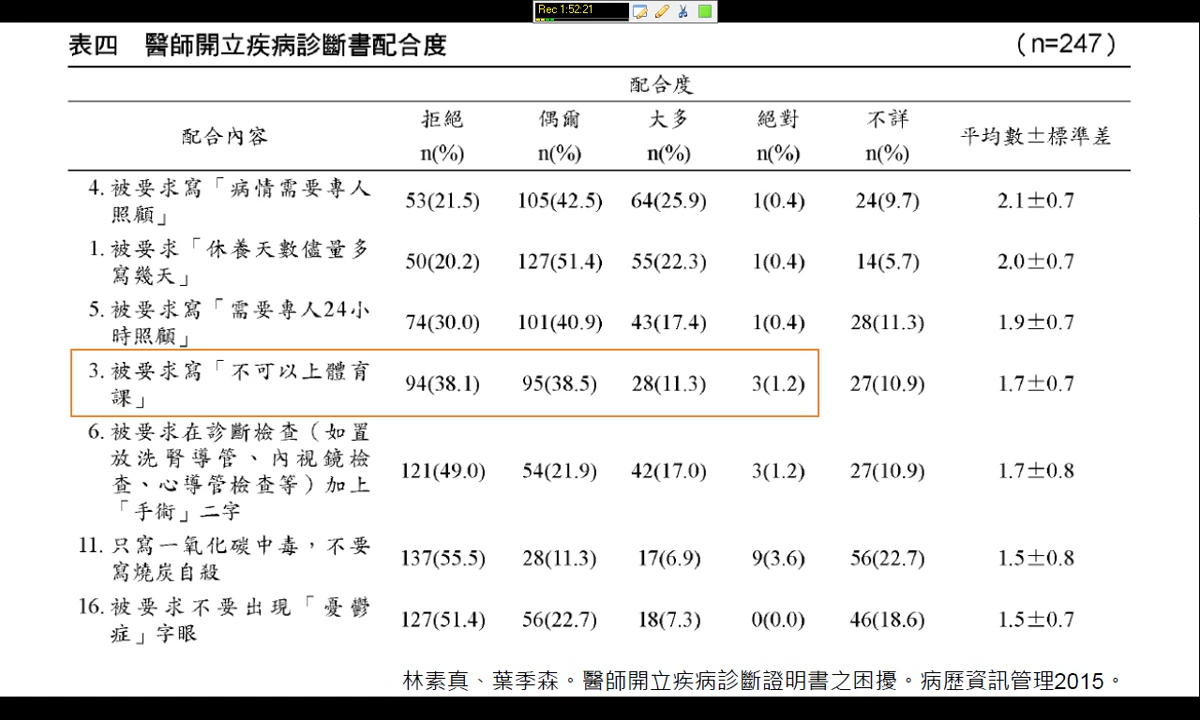 Rec 1:52:21
表四 醫師開立疾病診斷書配合度 (n=247)
配合度
配合內容 拒絕 偶爾 大多 絕對 不詳 平均數±標準差
n(%) n(%) n(%) n(%) n(%)
4. 被要求寫「病情需要專人
照顧」 53(21.5) 105(42.5) 64(25.9) 1(0.4) 24(9.7) 2.1±0.7
1. 被要求「休養天數儘量多
寫幾天」 50(20.2) 127(51.4) 55(22.3) 1(0.4) 14(5.7) 2.0±0.7
5. 被要求寫「需要專人24小
時照顧」 74(30.0) 101(40.9) 43(17.4) 1(0.4) 28(11.3) 1.9±0.7
3. 被要求寫「不可以上體育
課」 94(38.1) 95(38.5) 28(11.3) 3(1.2) 27(10.9) 1.7±0.7
6. 被要求在診斷檢查（如置
放洗腎導管、內視鏡檢
查、心導管檢查等）加上
「手術」二字 121(49.0) 54(21.9) 42(17.0) 3(1.2) 27(10.9) 1.7±0.8
11. 只寫一氧化碳中毒，不要
寫燒炭自殺 137(55.5) 28(11.3) 17(6.9) 9(3.6) 56(22.7) 1.5±0.8
16. 被要求不要出現「憂鬱
症」字眼 127(51.4) 56(22.7) 18(7.3) 0(0.0) 46(18.6) 1.5±0.7
林素真、葉季森。醫師開立疾病診斷證明書之困擾。病歷資訊管理2015。